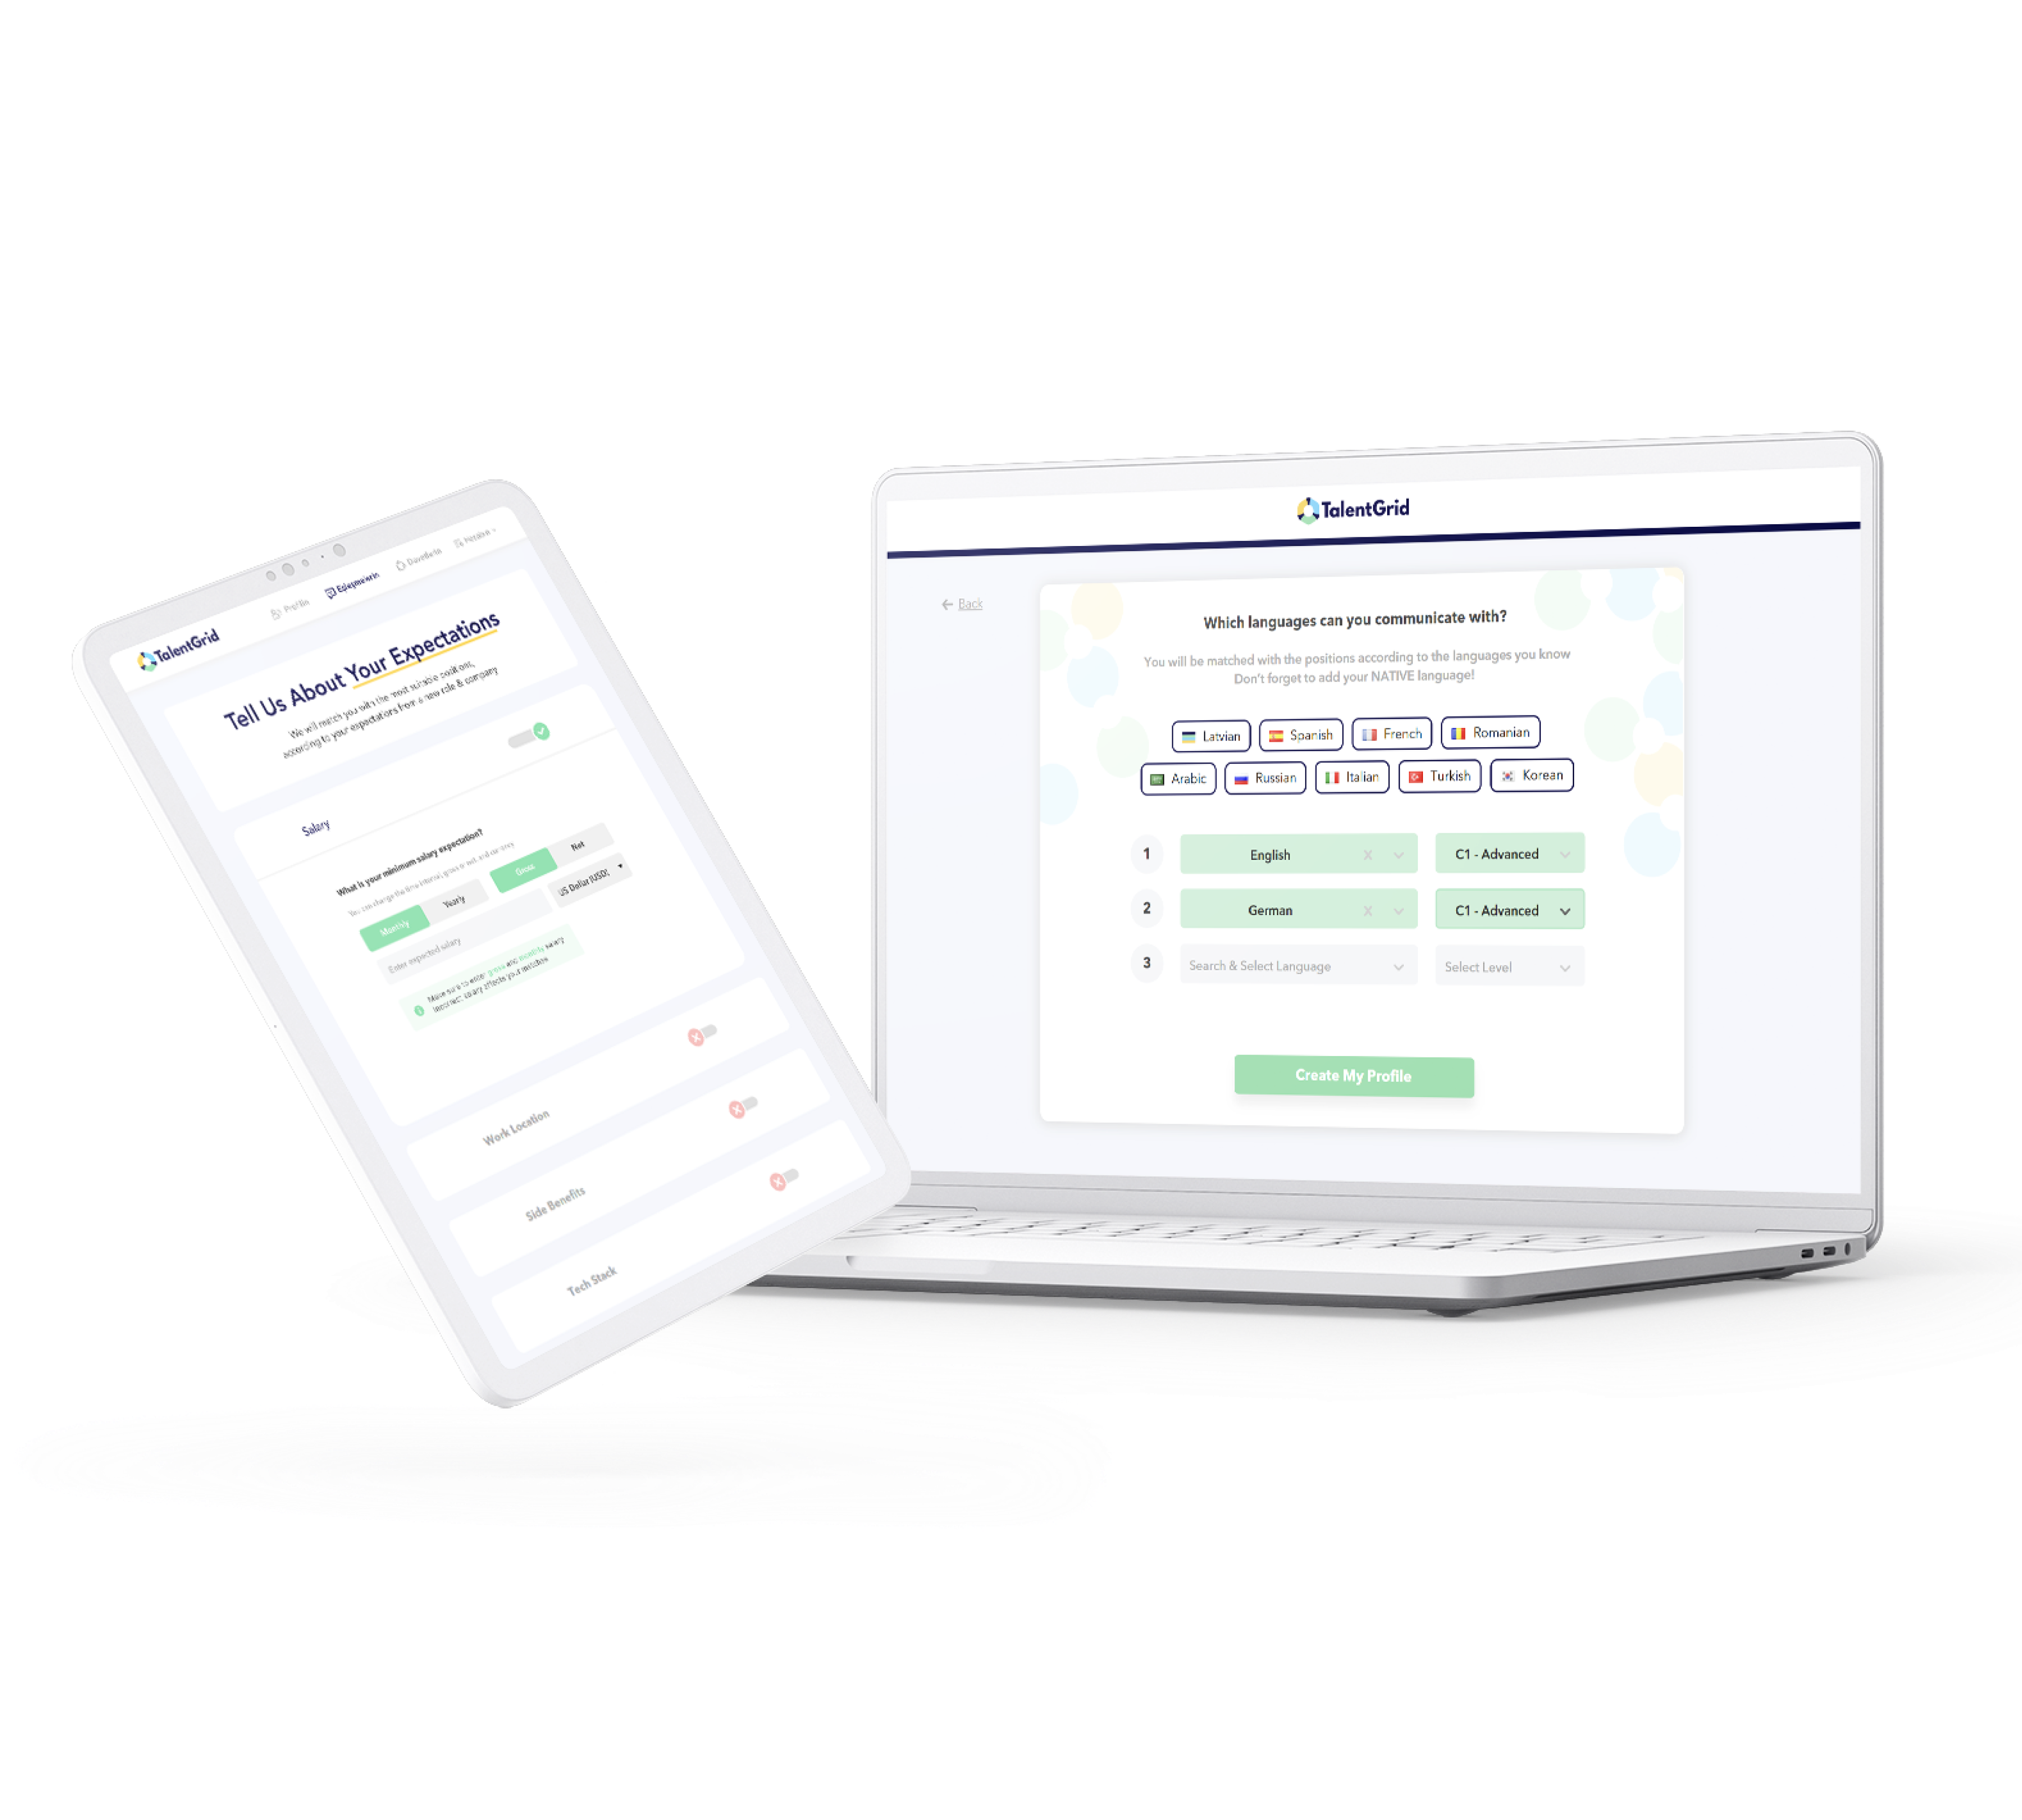 TalentGrid
Profilin
Eşleşmelerin
Davetlerin
Tell Us About Your Expectations
We will match you with the most suitable positions,
according to your expectations from a new role & company
Salary
What is your minimum salary expectation?
You can change the time interval, gross or net, and currency
Monthly Yearly Gross Net
Enter expected salary US Dollar (USD)
Make sure to enter gross and monthly salary
Incorrect salary affects your matches
Work Location
Side Benefits
Tech Stack
TalentGrid
Back
Which languages can you communicate with?
You will be matched with the positions according to the languages you know
Don't forget to add your NATIVE language!
Latvian Spanish French Romanian
Arabic Russian Italian Turkish Korean
1 English X C1 - Advanced
2 German X C1 - Advanced
3 Search & Select Language Select Level
Create My Profile